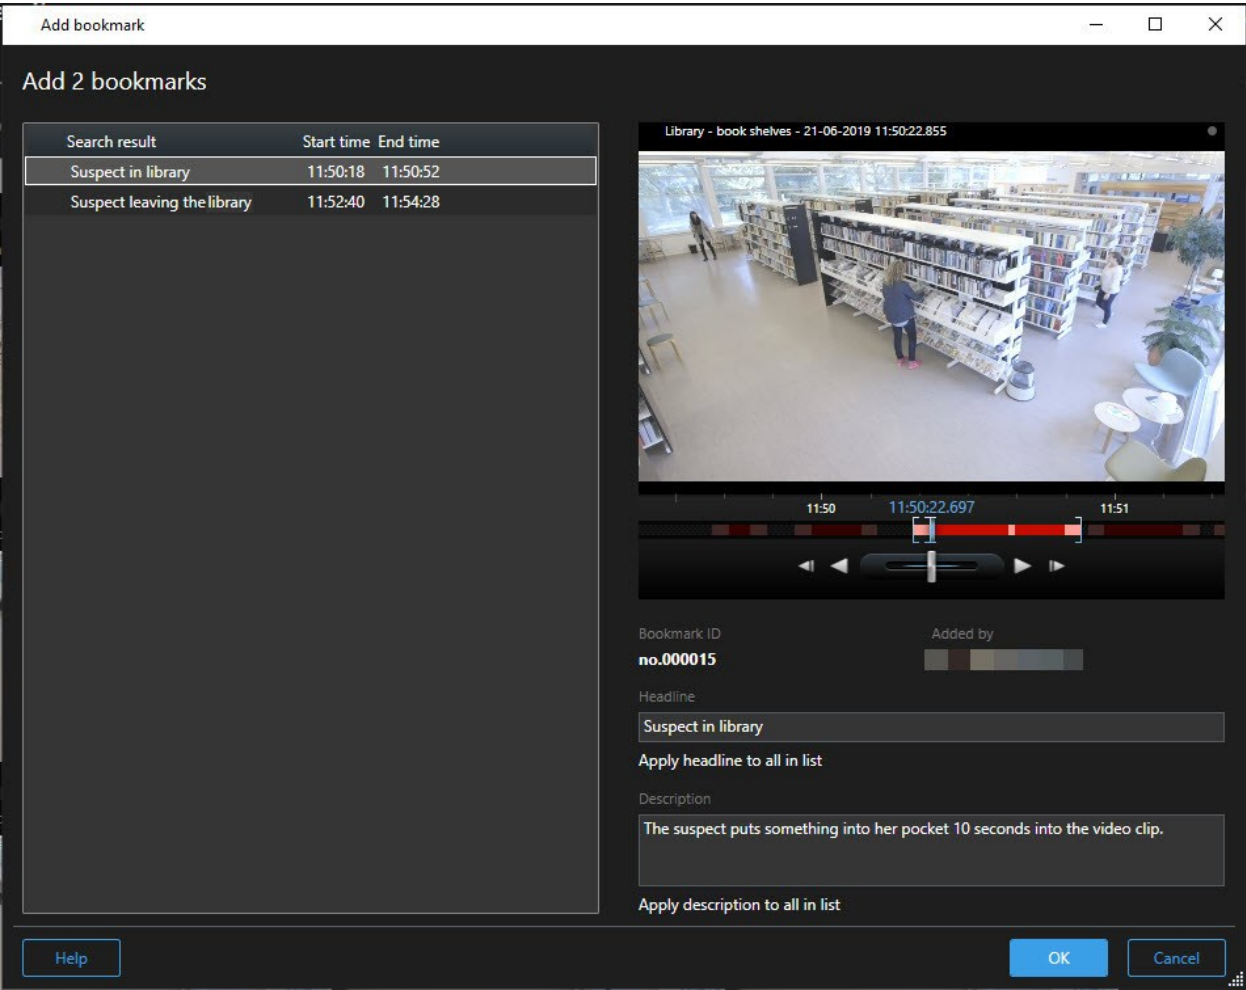 Add bookmark
Add 2 bookmarks
Search result Start time End time
Suspect in library 11:50:18 11:50:52
Suspect leaving the library 11:52:40 11:54:28
Library - book shelves - 21-06-2019 11:50:22.855
11:50 11:50:22.697 11:51
Bookmark ID Added by
no.000015
Headline
Suspect in library
Apply headline to all in list
Description
The suspect puts something into her pocket 10 seconds into the video clip.
Apply description to all in list
Help OK Cancel